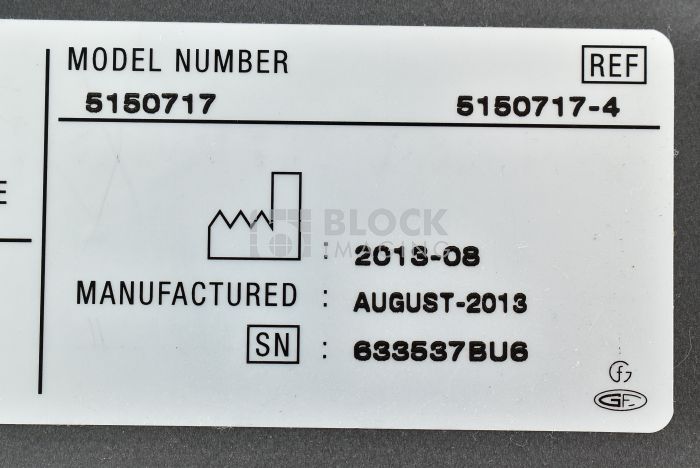 MODEL NUMBER REF
5150717 5150717-4
E
BLOCK
IMAGING
: 2013-08
MANUFACTURED : AUGUST-2013
SN : 633537BU6